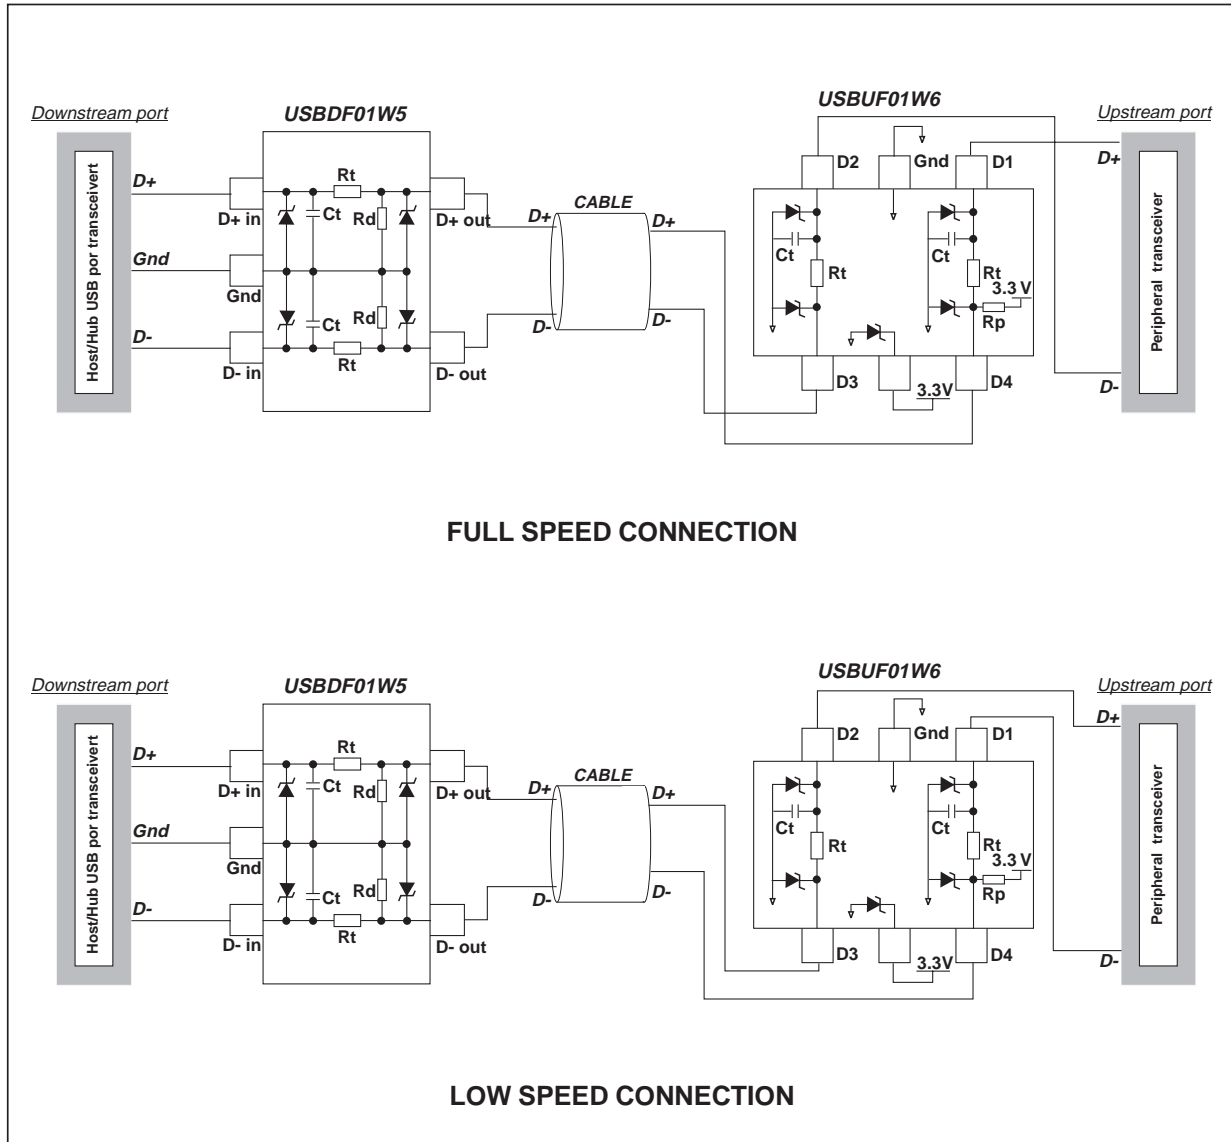 USBUF01W6
Downstream port
USBDF01W5
Upstream port
Host/Hub USB por transceivert
D+
Gnd
D-
D+ in
Gnd
D- in
Rt
Ct
Rd
Rd
Ct
Rt
D+ out
D- out
CABLE
D+
D-
D+
D-
D2
Gnd
D1
Ct
Rt
Ct
Rt
3.3 V
Rp
D3
3.3V
D4
D+
D-
Peripheral transceiver
FULL SPEED CONNECTION
USBUF01W6
Downstream port
USBDF01W5
Upstream port
Host/Hub USB por transceivert
D+
Gnd
D-
D+ in
Gnd
D- in
Rt
Ct
Rd
Rd
Ct
Rt
D+ out
D- out
CABLE
D+
D-
D+
D-
D2
Gnd
D1
Ct
Rt
Ct
Rt
3.3 V
Rp
D3
3.3V
D4
D+
D-
Peripheral transceiver
LOW SPEED CONNECTION